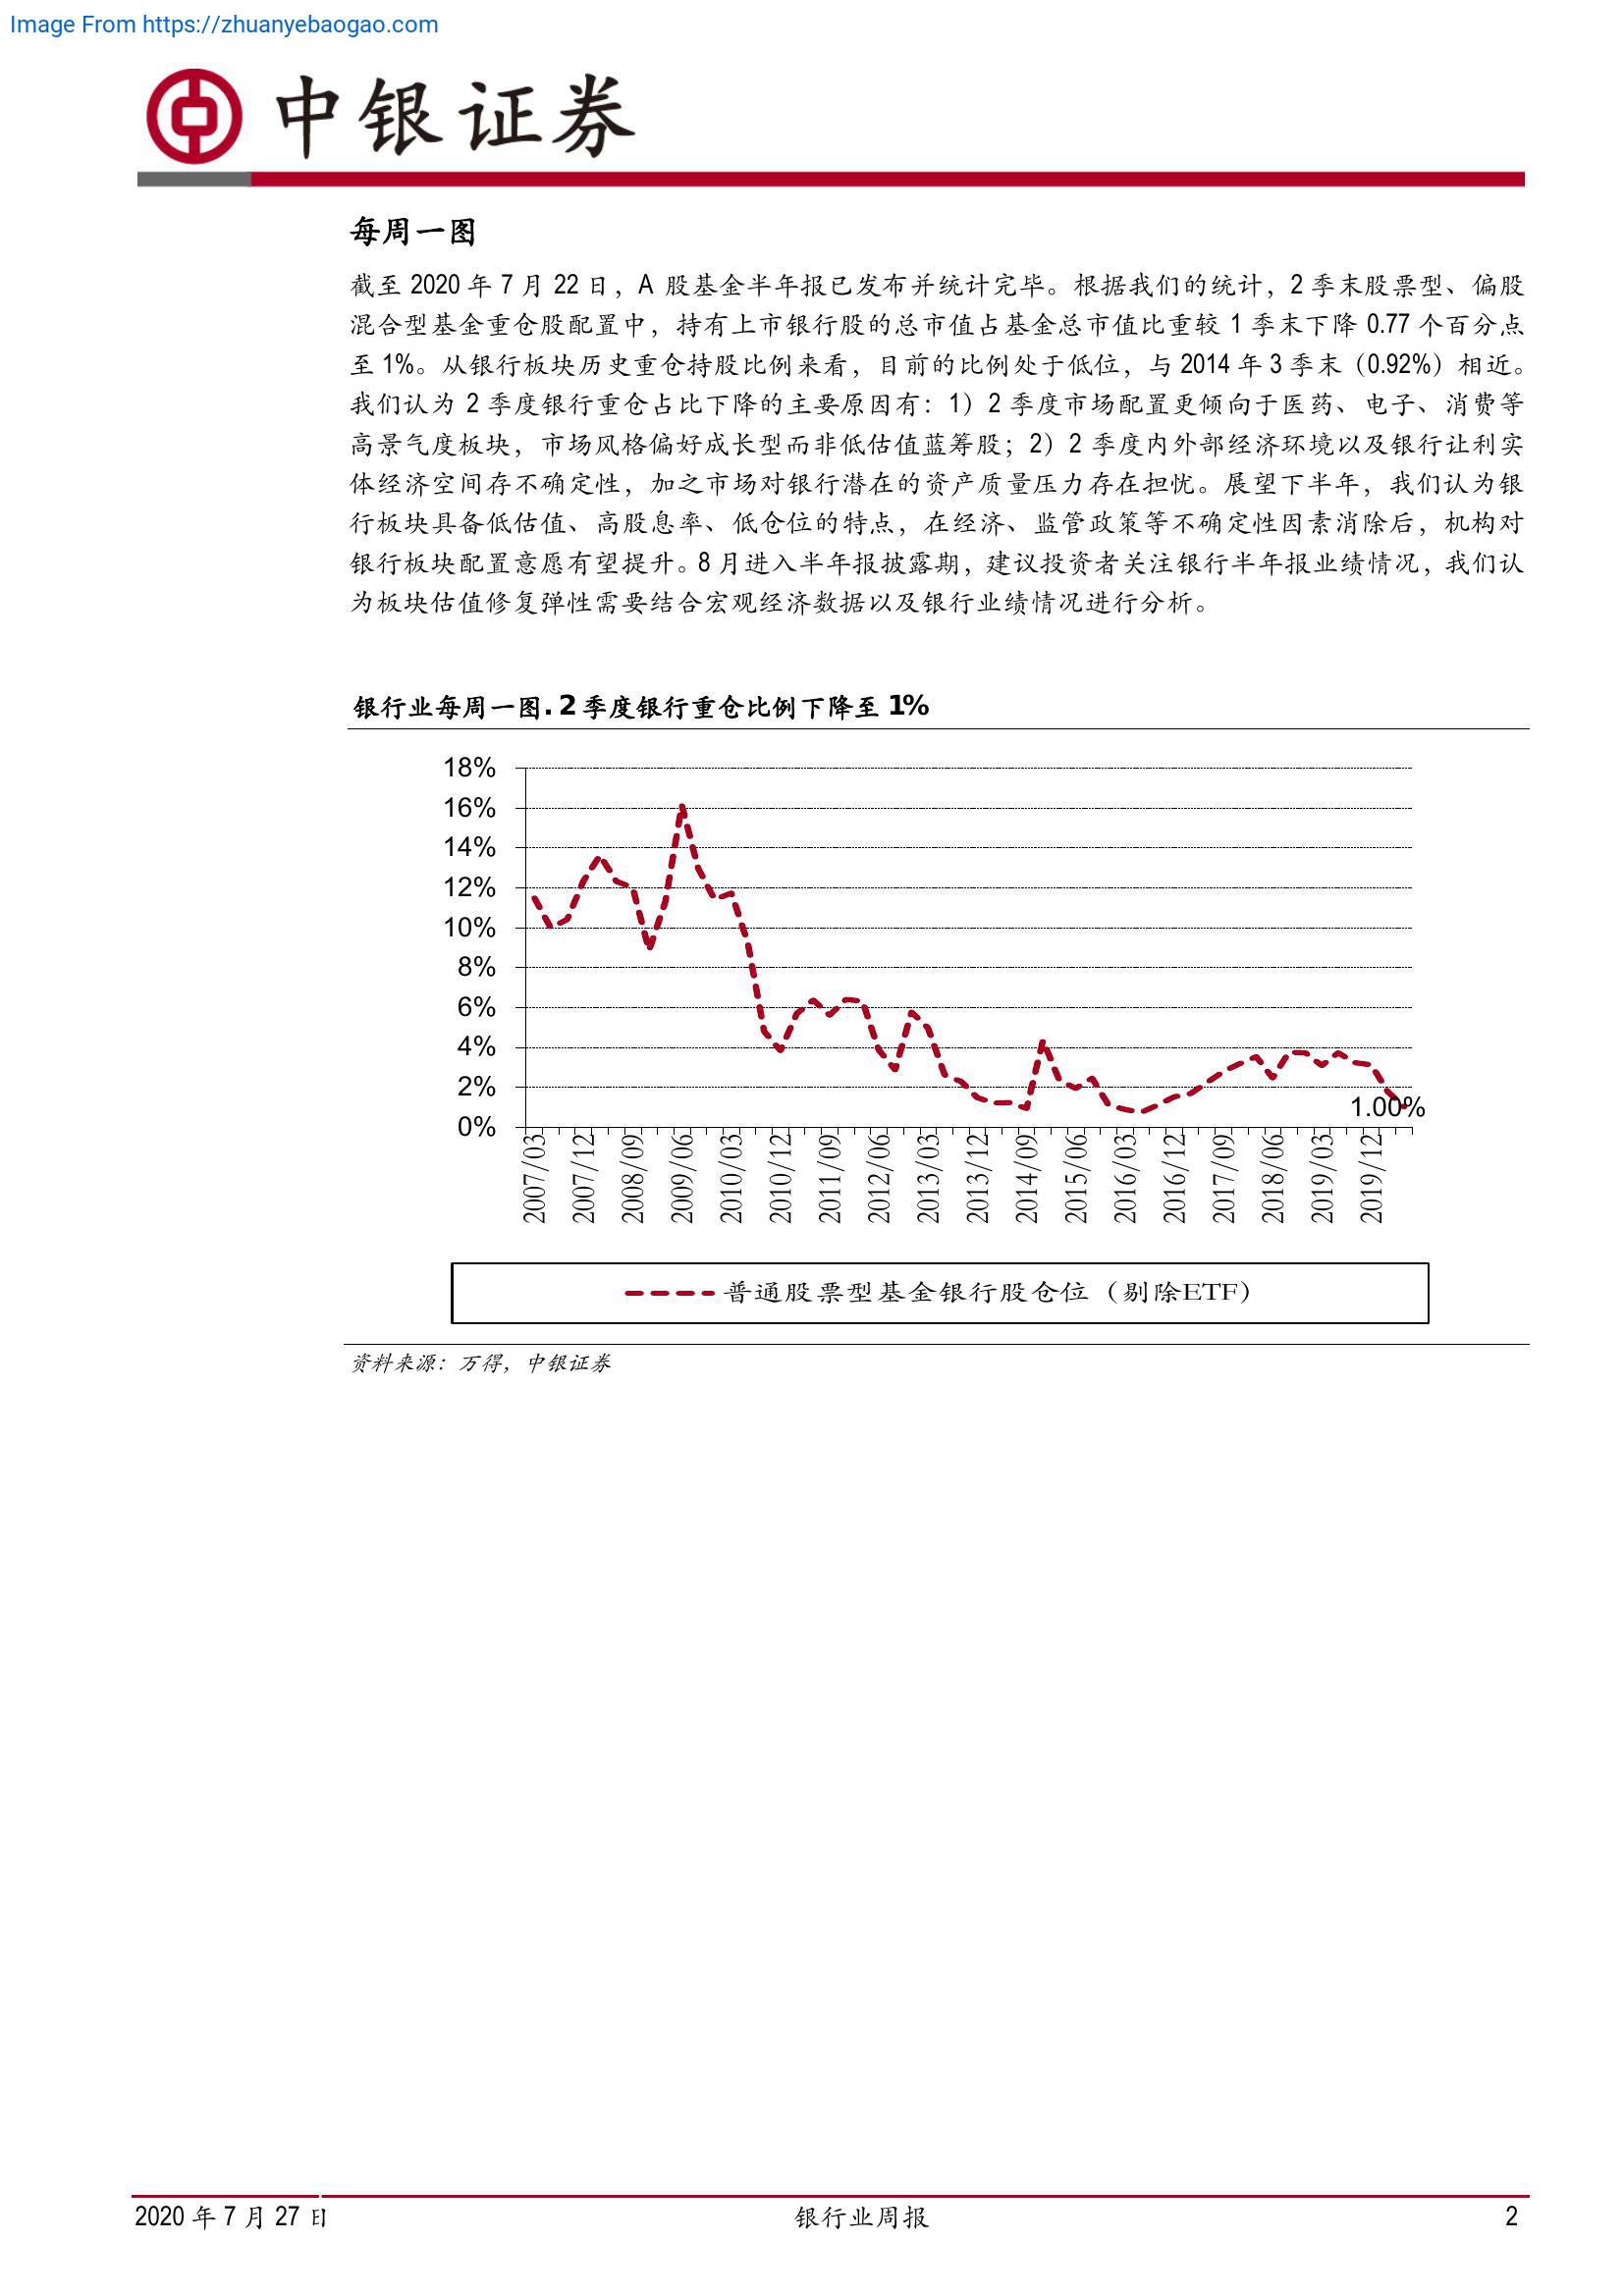 Image From https://zhuanyebaogao.com
中银证券
每周一图
截至 2020 年 7 月 22 日，A 股基金半年报已发布并统计完毕。根据我们的统计，2 季末股票型、偏股
混合型基金重仓股配置中，持有上市银行股的总市值占基金总市值比重较 1 季末下降 0.77 个百分点
至 1%。从银行板块历史重仓持股比例来看，目前的比例处于低位，与 2014 年 3 季末（0.92%）相近。
我们认为 2 季度银行重仓占比下降的主要原因有：1）2 季度市场配置更倾向于医药、电子、消费等
高景气度板块，市场风格偏好成长型而非低估值蓝筹股；2）2 季度内外部经济环境以及银行让利实
体经济空间存不确定性，加之市场对银行潜在的资产质量压力存在担忧。展望下半年，我们认为银
行板块具备低估值、高股息率、低仓位的特点，在经济、监管政策等不确定性因素消除后，机构对
银行板块配置意愿有望提升。8 月进入半年报披露期，建议投资者关注银行半年报业绩情况，我们认
为板块估值修复弹性需要结合宏观经济数据以及银行业绩情况进行分析。
银行业每周一图. 2 季度银行重仓比例下降至 1%
18%
16%
14%
12%
10%
8%
6%
4%
2%
0%
1.00%
2007/03
2007/12
2008/09
2009/06
2010/03
2010/12
2011/09
2012/06
2013/03
2013/12
2014/09
2015/06
2016/03
2016/12
2017/09
2018/06
2019/03
2019/12
普通股票型基金银行股仓位（剔除ETF）
资料来源：万得，中银证券
2020 年 7 月 27 日
银行业周报
2